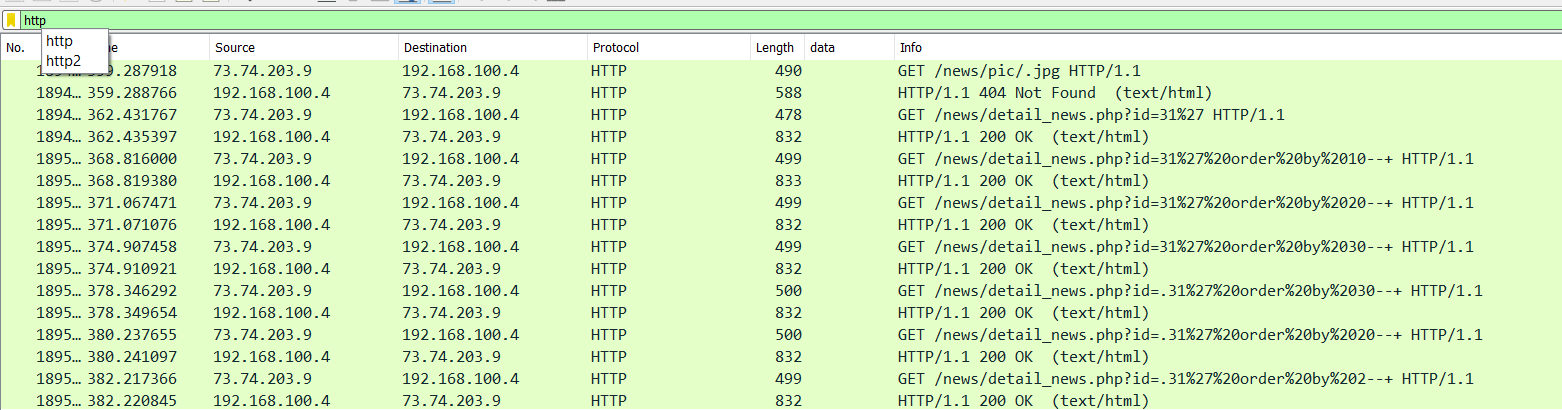 http
http
http2
No. Source Destination Protocol Length data Info
359.287918 73.74.203.9 192.168.100.4 HTTP 490 GET /news/pic/.jpg HTTP/1.1
1894… 359.288766 192.168.100.4 73.74.203.9 HTTP 588 HTTP/1.1 404 Not Found (text/html)
1894… 362.431767 73.74.203.9 192.168.100.4 HTTP 478 GET /news/detail_news.php?id=31%27 HTTP/1.1
1894… 362.435397 192.168.100.4 73.74.203.9 HTTP 832 HTTP/1.1 200 OK (text/html)
1895… 368.816000 73.74.203.9 192.168.100.4 HTTP 499 GET /news/detail_news.php?id=31%27%20order%20by%2010--+ HTTP/1.1
1895… 368.819380 192.168.100.4 73.74.203.9 HTTP 833 HTTP/1.1 200 OK (text/html)
1895… 371.067471 73.74.203.9 192.168.100.4 HTTP 499 GET /news/detail_news.php?id=31%27%20order%20by%2020--+ HTTP/1.1
1895… 371.071076 192.168.100.4 73.74.203.9 HTTP 832 HTTP/1.1 200 OK (text/html)
1895… 374.907458 73.74.203.9 192.168.100.4 HTTP 499 GET /news/detail_news.php?id=31%27%20order%20by%2030--+ HTTP/1.1
1895… 374.910921 192.168.100.4 73.74.203.9 HTTP 832 HTTP/1.1 200 OK (text/html)
1895… 378.346292 73.74.203.9 192.168.100.4 HTTP 500 GET /news/detail_news.php?id=.31%27%20order%20by%2030--+ HTTP/1.1
1895… 378.349654 192.168.100.4 73.74.203.9 HTTP 832 HTTP/1.1 200 OK (text/html)
1895… 380.237655 73.74.203.9 192.168.100.4 HTTP 500 GET /news/detail_news.php?id=.31%27%20order%20by%2020--+ HTTP/1.1
1895… 380.241097 192.168.100.4 73.74.203.9 HTTP 832 HTTP/1.1 200 OK (text/html)
1895… 382.217366 73.74.203.9 192.168.100.4 HTTP 499 GET /news/detail_news.php?id=.31%27%20order%20by%202--+ HTTP/1.1
1895… 382.220845 192.168.100.4 73.74.203.9 HTTP 832 HTTP/1.1 200 OK (text/html)